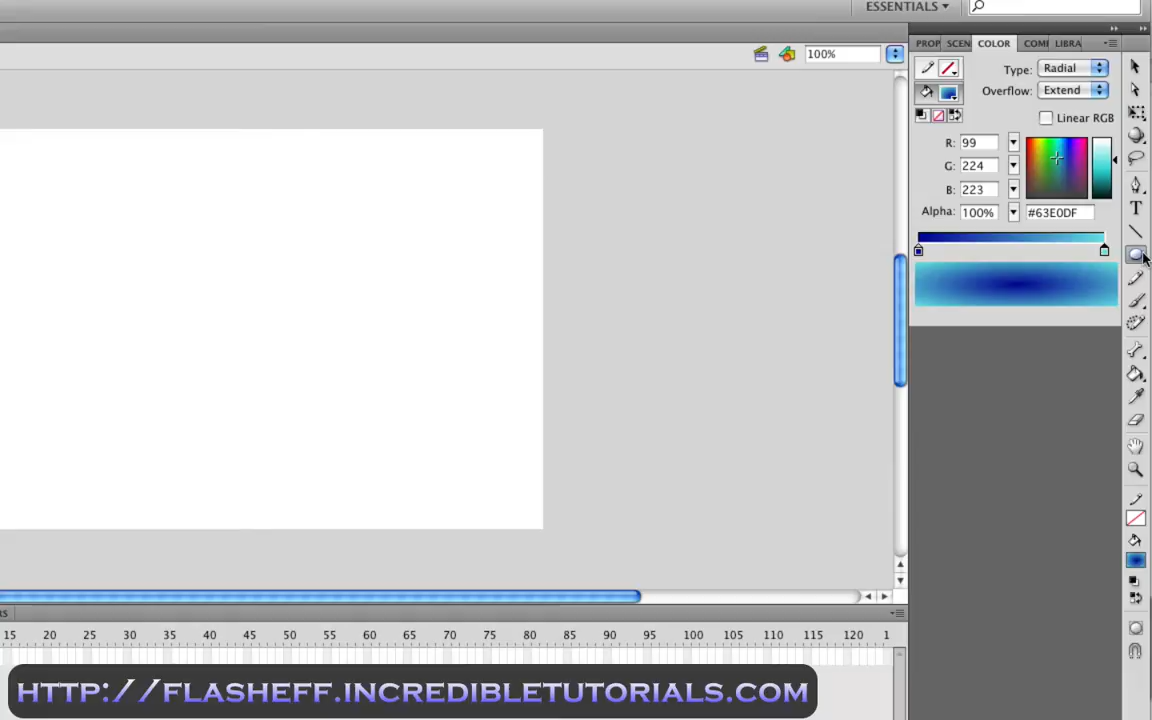 ESSENTIALS
100%
PROP SCEN COLOR COMI LIBRA
Type: Radial
Overflow: Extend
Linear RGB
R: 99
G: 224
B: 223
Alpha: 100% #63E0DF
T
RS
15 20 25 30 35 40 45 50 55 60 65 70 75 80 85 90 95 100 105 110 115 120 1
HTTP://FLASHEFF.INCREDIBLETUTORIALS.COM